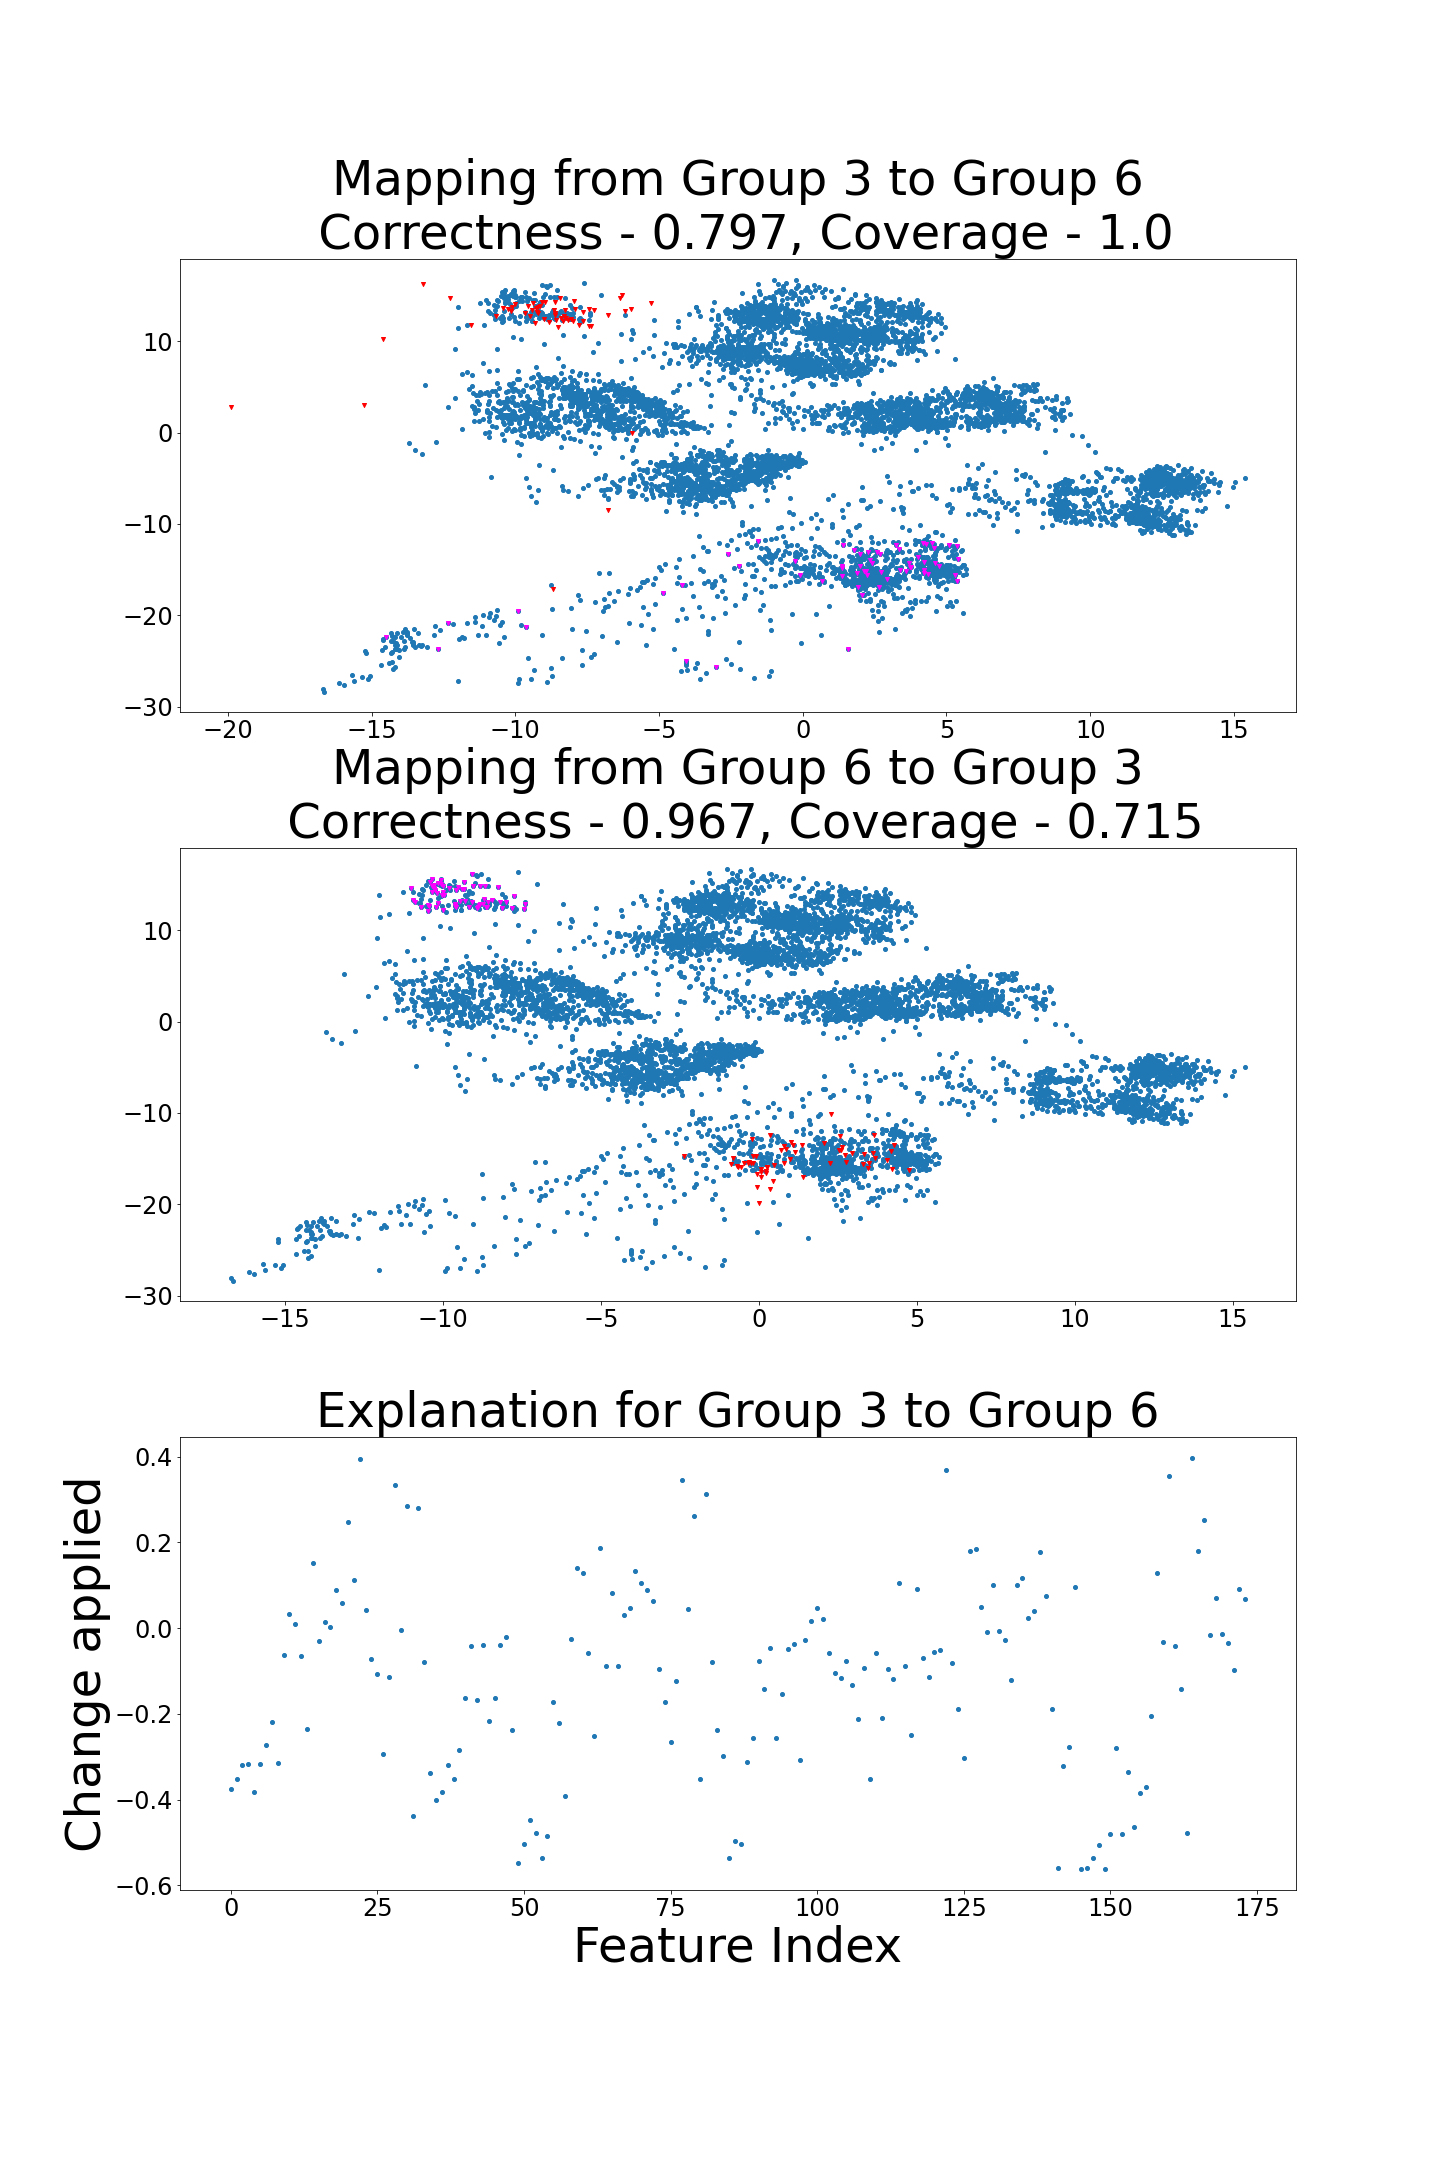 Mapping from Group 3 to Group 6
Correctness - 0.797, Coverage - 1.0
10
0
−10
−20
−30
−20 −15 −10 −5 0 5 10 15
Mapping from Group 6 to Group 3
Correctness - 0.967, Coverage - 0.715
10
0
−10
−20
−30
−15 −10 −5 0 5 10 15
Explanation for Group 3 to Group 6
Change applied
0.4
0.2
0.0
−0.2
−0.4
−0.6
0 25 50 75 100 125 150 175
Feature Index